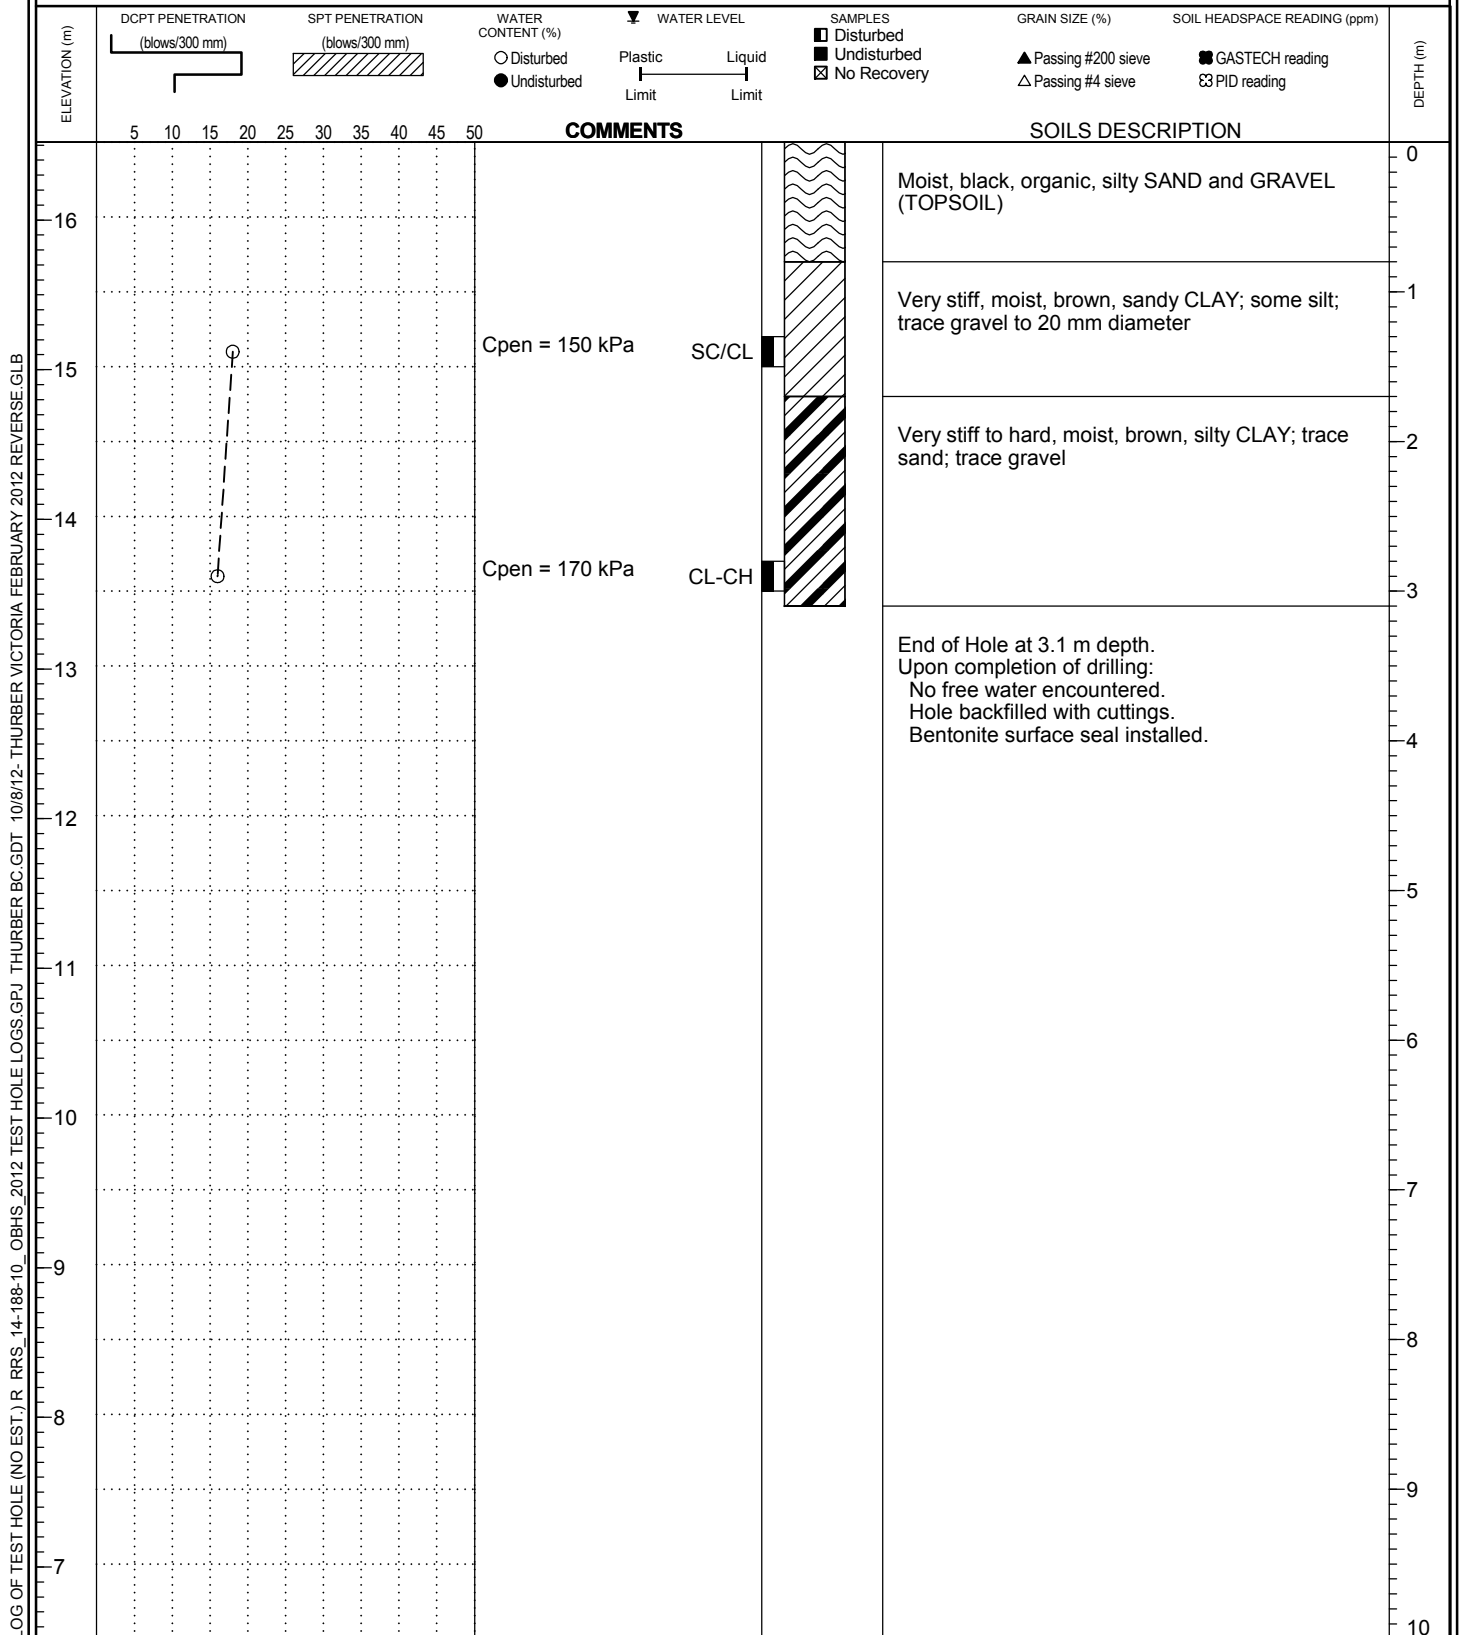 DCPT PENETRATION
(blows/300 mm)
SPT PENETRATION
(blows/300 mm)
WATER
CONTENT (%)
Disturbed
Undisturbed
WATER LEVEL
Plastic Liquid
Limit Limit
SAMPLES
Disturbed
Undisturbed
No Recovery
GRAIN SIZE (%)
Passing #200 sieve
Passing #4 sieve
SOIL HEADSPACE READING (ppm)
GASTECH reading
PID reading
ELEVATION (m)
DEPTH (m)
5 10 15 20 25 30 35 40 45 50
COMMENTS
SOILS DESCRIPTION
0
Moist, black, organic, silty SAND and GRAVEL
(TOPSOIL)
16
1
Very stiff, moist, brown, sandy CLAY; some silt;
trace gravel to 20 mm diameter
Cpen = 150 kPa SC/CL
15
2
Very stiff to hard, moist, brown, silty CLAY; trace
sand; trace gravel
14
Cpen = 170 kPa CL-CH
3
End of Hole at 3.1 m depth.
Upon completion of drilling:
No free water encountered.
Hole backfilled with cuttings.
Bentonite surface seal installed.
13
4
12
5
11
6
10
7
9
8
8
9
7
10
LOG OF TEST HOLE (NO EST.) R RRS_14-188-10_ OBHS_2012 TEST HOLE LOGS.GPJ THURBER BC.GDT 10/8/12- THURBER VICTORIA FEBRUARY 2012 REVERSE.GLB